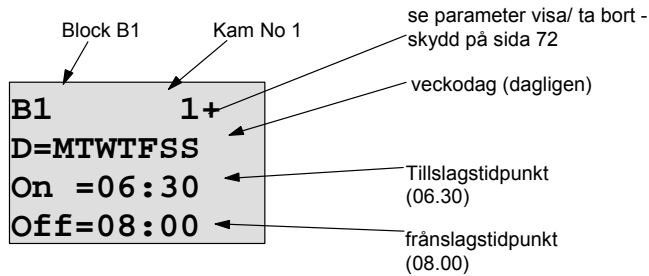 Block B1
Kam No 1
se parameter visa/ ta bort -
skydd på sida 72
B1 1+
D=MTWTFSS
On =06:30
Off=08:00
veckodag (dagligen)
Tillslagstidpunkt
(06.30)
frånslagstidpunkt
(08.00)